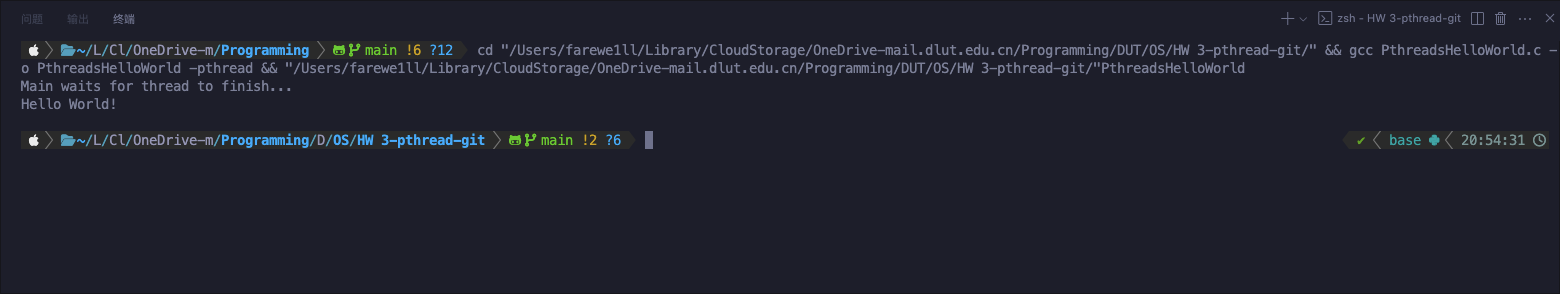 问题 输出 终端 zsh - HW 3-pthread-git
~/L/Cl/OneDrive-m/Programming main !6 ?12 cd "/Users/farewe1ll/Library/CloudStorage/OneDrive-mail.dlut.edu.cn/Programming/DUT/OS/HW 3-pthread-git/" && gcc PthreadsHelloWorld.c -
o PthreadsHelloWorld -pthread && "/Users/farewe1ll/Library/CloudStorage/OneDrive-mail.dlut.edu.cn/Programming/DUT/OS/HW 3-pthread-git/"PthreadsHelloWorld
Main waits for thread to finish...
Hello World!
~/L/Cl/OneDrive-m/Programming/D/OS/HW 3-pthread-git main !2 ?6 ✔ base 20:54:31